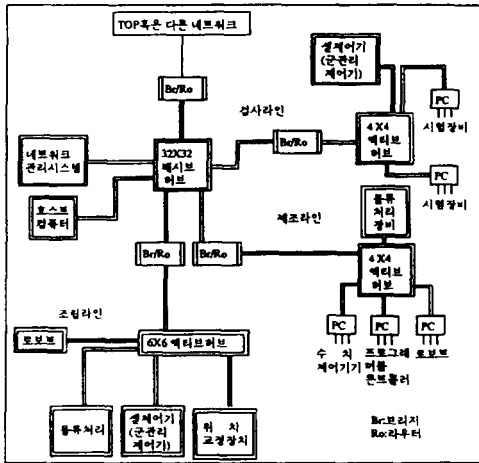 TOP혹은 다른 네트워크
Br/Ro
셀제어기
(군관리
제어기)
PC
시험장비
검사라인
Br/Ro
4X4
액티브
허브
네트워크
관리시스템
32X32
패시브
허브
PC
시험장비
호스트
컴퓨터
제조라인
물류
처리
장비
Br/Ro
Br/Ro
4X4
액티브
허브
조립라인
PC
PC
PC
로보트
6X6 액티브허브
수 치
제어기기
프로그래
머블
콘트롤러
로보트
물류처리
셀제어기
(군관리
제어기)
위 치
교정장치
Br:브리지
Ro:라우터